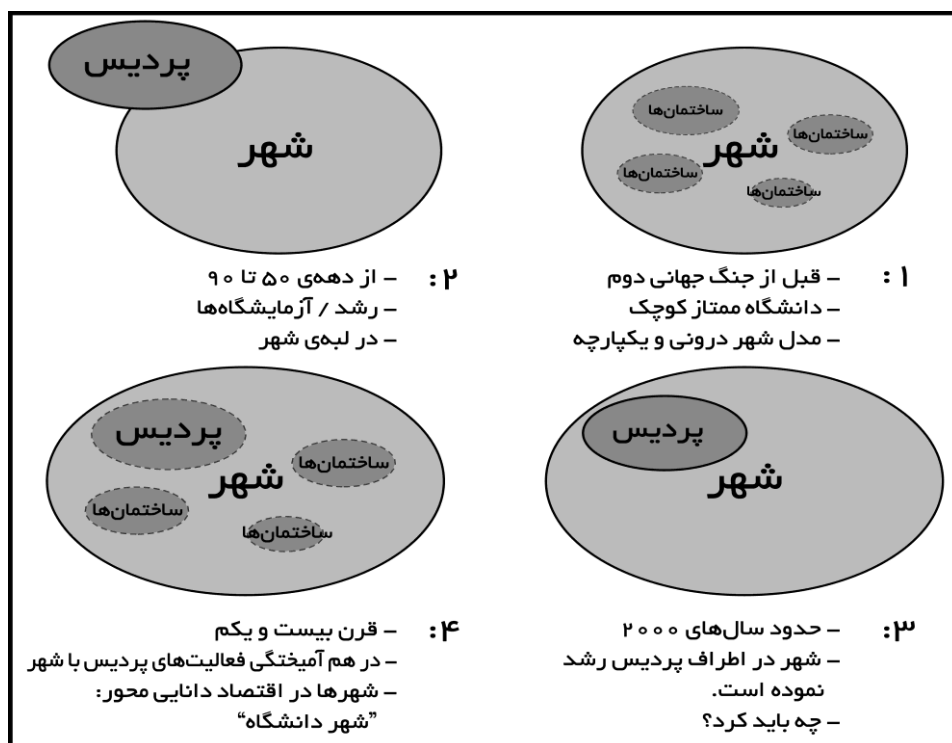 ساختمان‌ها
ساختمان‌ها
شهر
ساختمان‌ها
ساختمان‌ها
۱:
– قبل از جنگ جهانی دوم
– دانشگاه ممتاز کوچک
– مدل شهر درونی و یکپارچه
پردیس
شهر
۲:
– از دهه‌ی ۵۰ تا ۹۰
– رشد / آزمایشگاه‌ها
– در لبه‌ی شهر
پردیس
شهر
۳:
– حدود سال‌های ۲۰۰۰
– شهر در اطراف پردیس رشد
نموده است.
– چه باید کرد؟
پردیس
ساختمان‌ها
شهر
ساختمان‌ها
ساختمان‌ها
۴:
– قرن بیست و یکم
– در هم آمیختگی فعالیت‌های پردیس با شهر
– شهرها در اقتصاد دانایی محور:
”شهر دانشگاه“